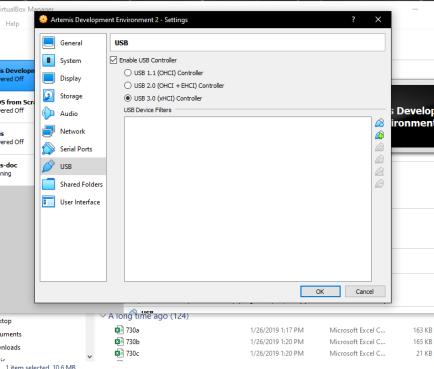 VirtualBox Manager
Help
Artemis Development Environment 2 - Settings
?
General
System
Display
Storage
Audio
Network
Serial Ports
USB
Shared Folders
User Interface
USB
Enable USB Controller
USB 1.1 (OHCI) Controller
USB 2.0 (OHCI + EHCI) Controller
USB 3.0 (xHCI) Controller
USB Device Filters
OK
Cancel
s Develop
ered Off
OS from Scr
ered Off
s
ered Off
s-doc
ning
s Develop
ironment
USB
A long time ago (124)
730a 1/26/2019 1:17 PM Microsoft Excel C... 163 KB
730b 1/26/2019 1:20 PM Microsoft Excel C... 165 KB
730c 1/26/2019 1:20 PM Microsoft Excel C... 21 KB
ktop
uments
nloads
1 item selected 10.6 MB